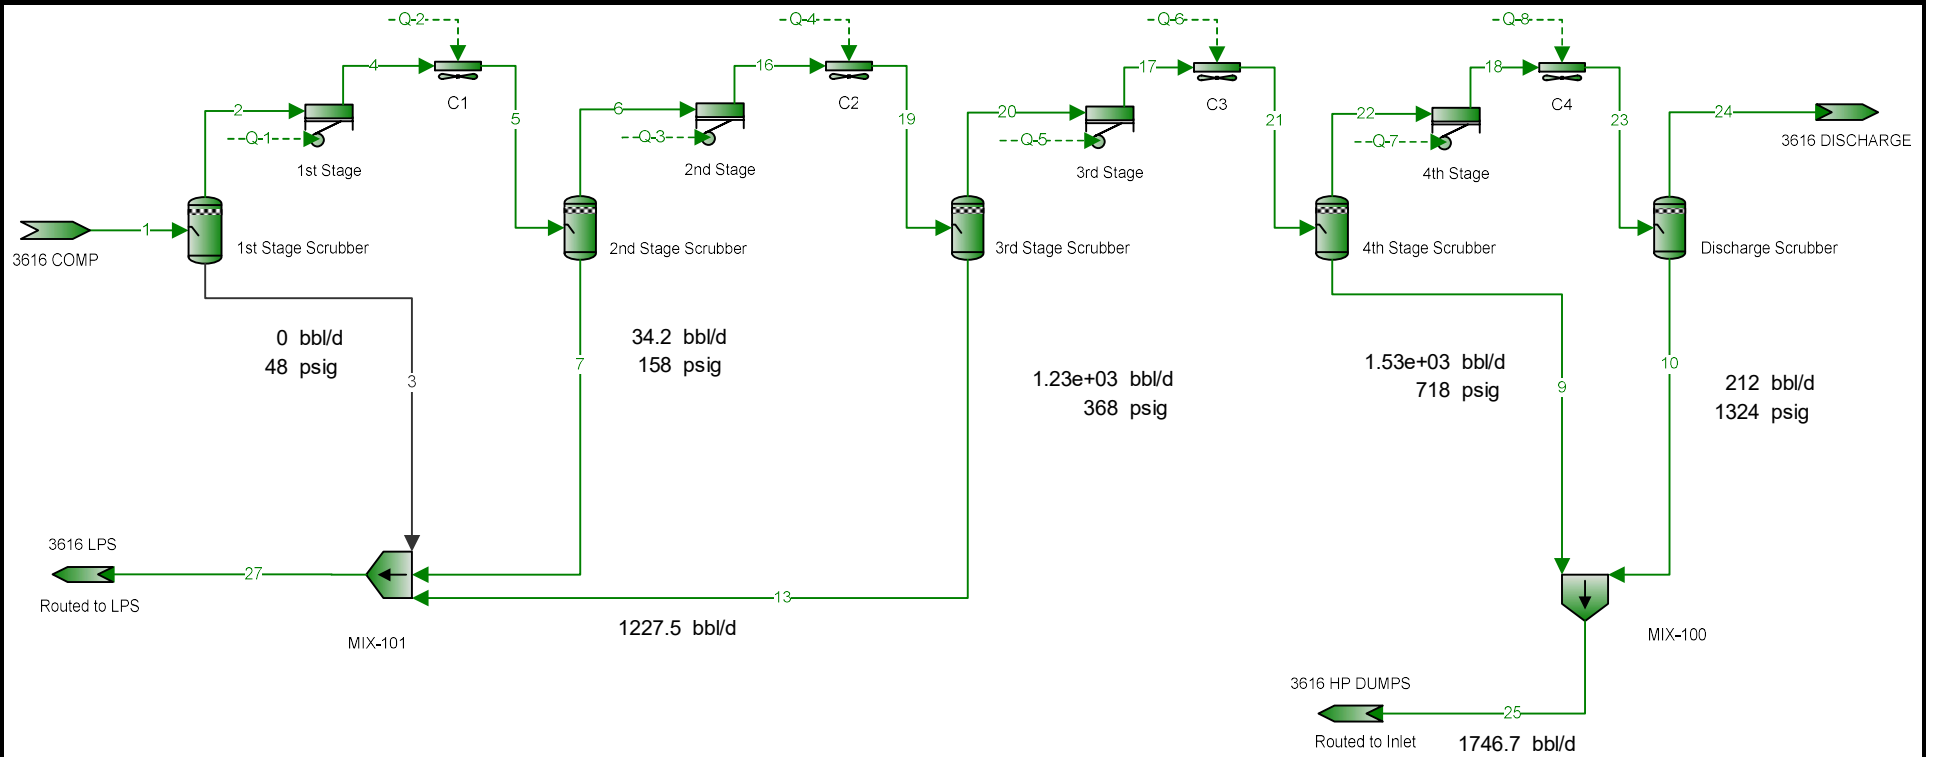 Q-2
Q-4
Q-6
Q-8
4
16
17
18
C1
C2
C3
C4
2
6
20
22
24
5
19
21
23
Q-1
Q-3
Q-5
Q-7
3616 DISCHARGE
1st Stage
2nd Stage
3rd Stage
4th Stage
1
3616 COMP
1st Stage Scrubber
2nd Stage Scrubber
3rd Stage Scrubber
4th Stage Scrubber
Discharge Scrubber
0 bbl/d
48 psig
34.2 bbl/d
158 psig
1.23e+03 bbl/d
368 psig
1.53e+03 bbl/d
718 psig
212 bbl/d
1324 psig
3
7
9
10
3616 LPS
27
Routed to LPS
13
1227.5 bbl/d
MIX-101
MIX-100
3616 HP DUMPS
25
Routed to Inlet
1746.7 bbl/d